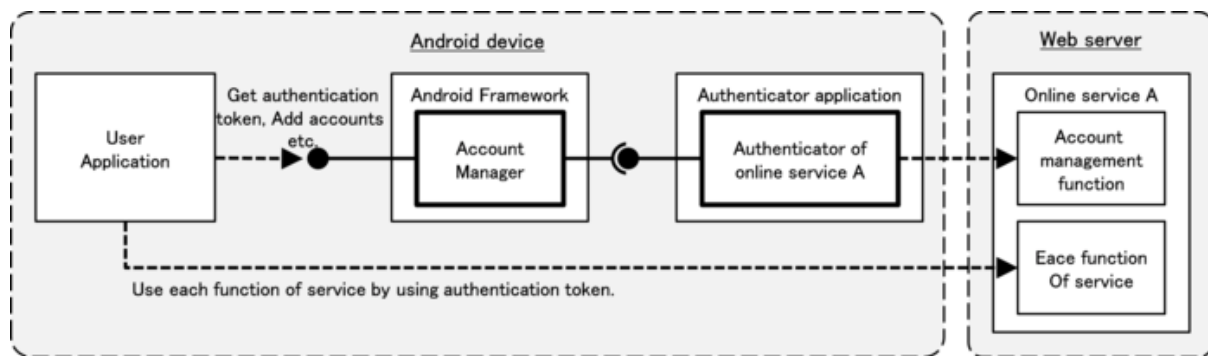 Android device
Web server
Get authentication
token, Add accounts
etc.
User
Application
Android Framework
Account
Manager
Authenticator application
Authenticator of
online service A
Online service A
Account
management
function
Eace function
Of service
Use each function of service by using authentication token.